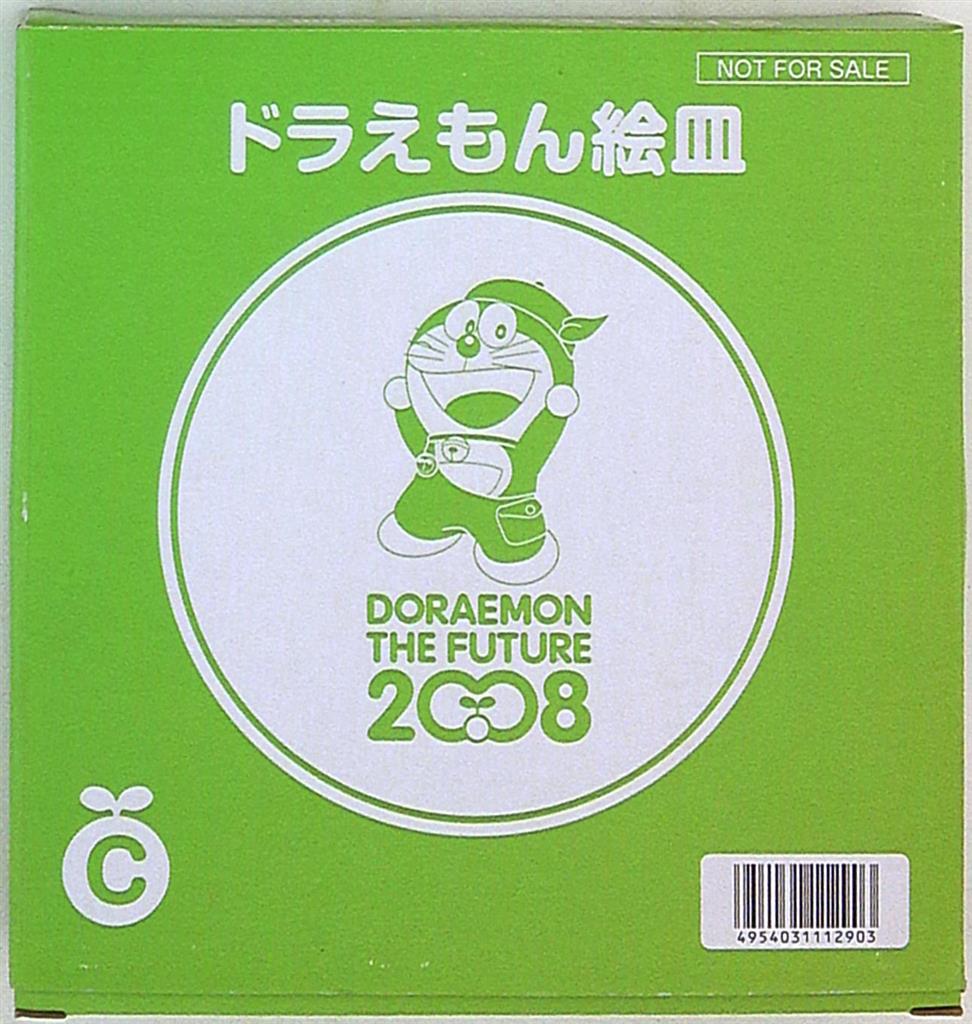 NOT FOR SALE
ドラえもん絵皿
DORAEMON
THE FUTURE
2008
C
4954031112903